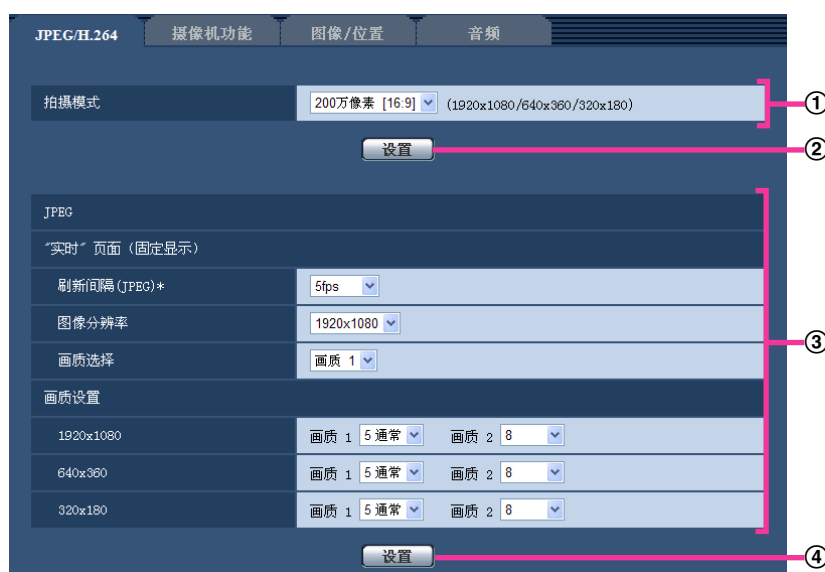 JPEG/H.264 摄像机功能 图像/位置 音频
拍摄模式 200万像素 [16:9] (1920x1080/640x360/320x180) ①
设置 ②
JPEG
"实时" 页面 (固定显示)
刷新间隔(JPEG)* 5fps
图像分辨率 1920x1080
③
画质选择 画质 1
画质设置
1920x1080 画质 1 5 通常 画质 2 8
640x360 画质 1 5 通常 画质 2 8
320x180 画质 1 5 通常 画质 2 8
设置 ④